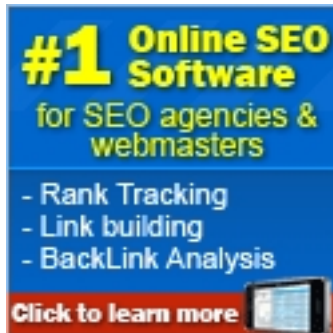 #1 Online SEO
Software
for SEO agencies &
webmasters
- Rank Tracking
- Link building
- BackLink Analysis
Click to learn more